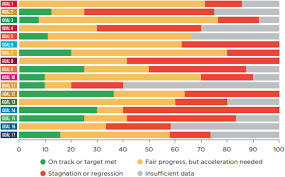 GOAL 1
GOAL 2
GOAL 3
GOAL 4
GOAL 5
GOAL 6
GOAL 7
GOAL 8
GOAL 9
GOAL 10
GOAL 11
GOAL 12
GOAL 13
GOAL 14
GOAL 15
GOAL 16
GOAL 17
0 10 20 30 40 50 60 70 80 90 100
On track or target met Fair progress, but acceleration needed
Stagnation or regression Insufficient data